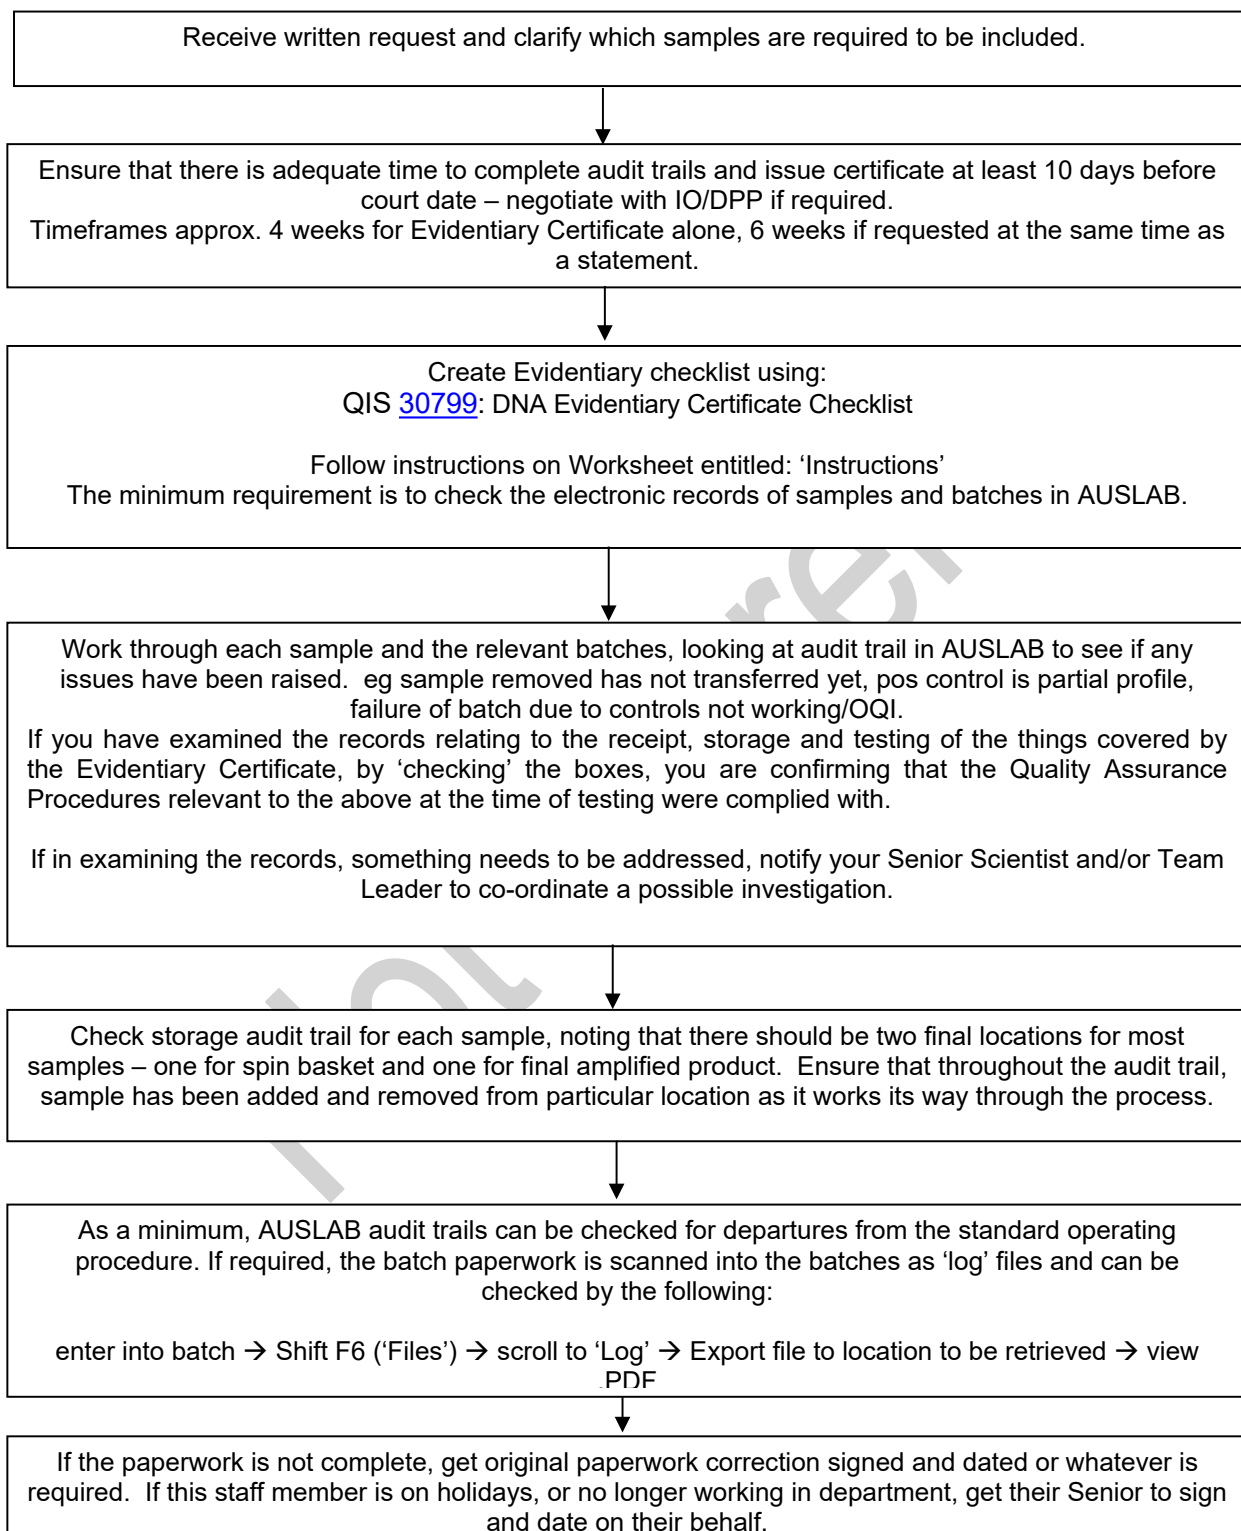 Receive written request and clarify which samples are required to be included.
Ensure that there is adequate time to complete audit trails and issue certificate at least 10 days before
court date – negotiate with IO/DPP if required.
Timeframes approx. 4 weeks for Evidentiary Certificate alone, 6 weeks if requested at the same time as
a statement.
Create Evidentiary checklist using:
QIS 30799: DNA Evidentiary Certificate Checklist
Follow instructions on Worksheet entitled: ‘Instructions’
The minimum requirement is to check the electronic records of samples and batches in AUSLAB.
Work through each sample and the relevant batches, looking at audit trail in AUSLAB to see if any
issues have been raised.  eg sample removed has not transferred yet, pos control is partial profile,
failure of batch due to controls not working/OQI.
If you have examined the records relating to the receipt, storage and testing of the things covered by
the Evidentiary Certificate, by ‘checking’ the boxes, you are confirming that the Quality Assurance
Procedures relevant to the above at the time of testing were complied with.
If in examining the records, something needs to be addressed, notify your Senior Scientist and/or Team
Leader to co-ordinate a possible investigation.
Check storage audit trail for each sample, noting that there should be two final locations for most
samples – one for spin basket and one for final amplified product.  Ensure that throughout the audit trail,
sample has been added and removed from particular location as it works its way through the process.
As a minimum, AUSLAB audit trails can be checked for departures from the standard operating
procedure. If required, the batch paperwork is scanned into the batches as ‘log’ files and can be
checked by the following:
enter into batch → Shift F6 (‘Files’) → scroll to ‘Log’ → Export file to location to be retrieved → view
.PDF
If the paperwork is not complete, get original paperwork correction signed and dated or whatever is
required.  If this staff member is on holidays, or no longer working in department, get their Senior to sign
and date on their behalf.